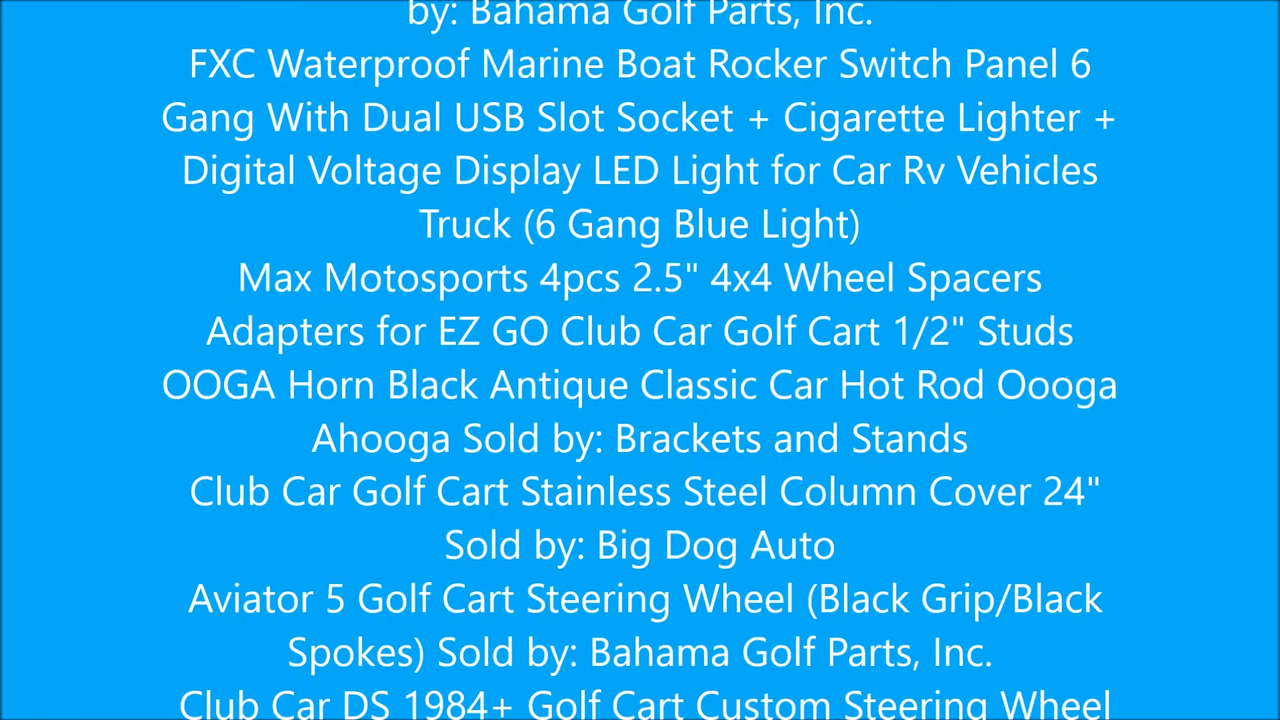 by: Bahama Golf Parts, Inc.
FXC Waterproof Marine Boat Rocker Switch Panel 6
Gang With Dual USB Slot Socket + Cigarette Lighter +
Digital Voltage Display LED Light for Car Rv Vehicles
Truck (6 Gang Blue Light)
Max Motosports 4pcs 2.5" 4x4 Wheel Spacers
Adapters for EZ GO Club Car Golf Cart 1/2" Studs
OOGA Horn Black Antique Classic Car Hot Rod Oooga
Ahooga Sold by: Brackets and Stands
Club Car Golf Cart Stainless Steel Column Cover 24"
Sold by: Big Dog Auto
Aviator 5 Golf Cart Steering Wheel (Black Grip/Black
Spokes) Sold by: Bahama Golf Parts, Inc.
Club Car DS 1984+ Golf Cart Custom Steering Wheel